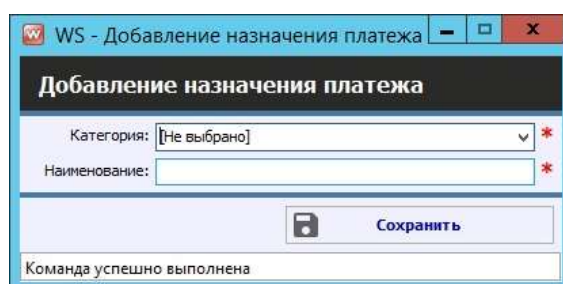 WS - Добавление назначения платежа
Добавление назначения платежа
Категория: [Не выбрано] *
Наименование: *
Сохранить
Команда успешно выполнена